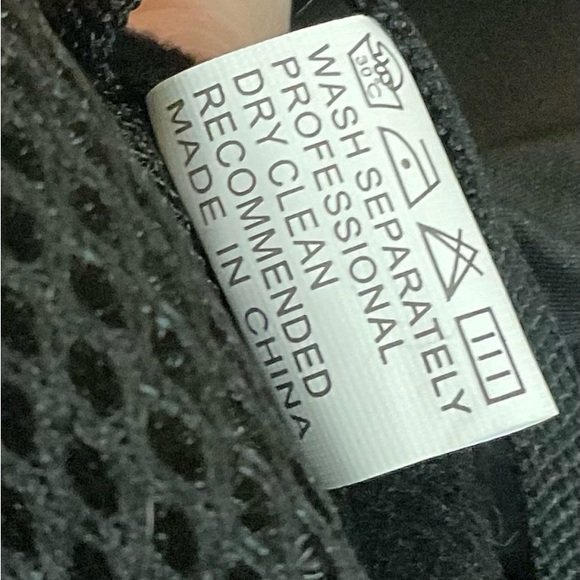 30°C
WASH SEPARATELY
PROFESSIONAL
DRY CLEAN
RECOMMENDED
MADE IN CHINA